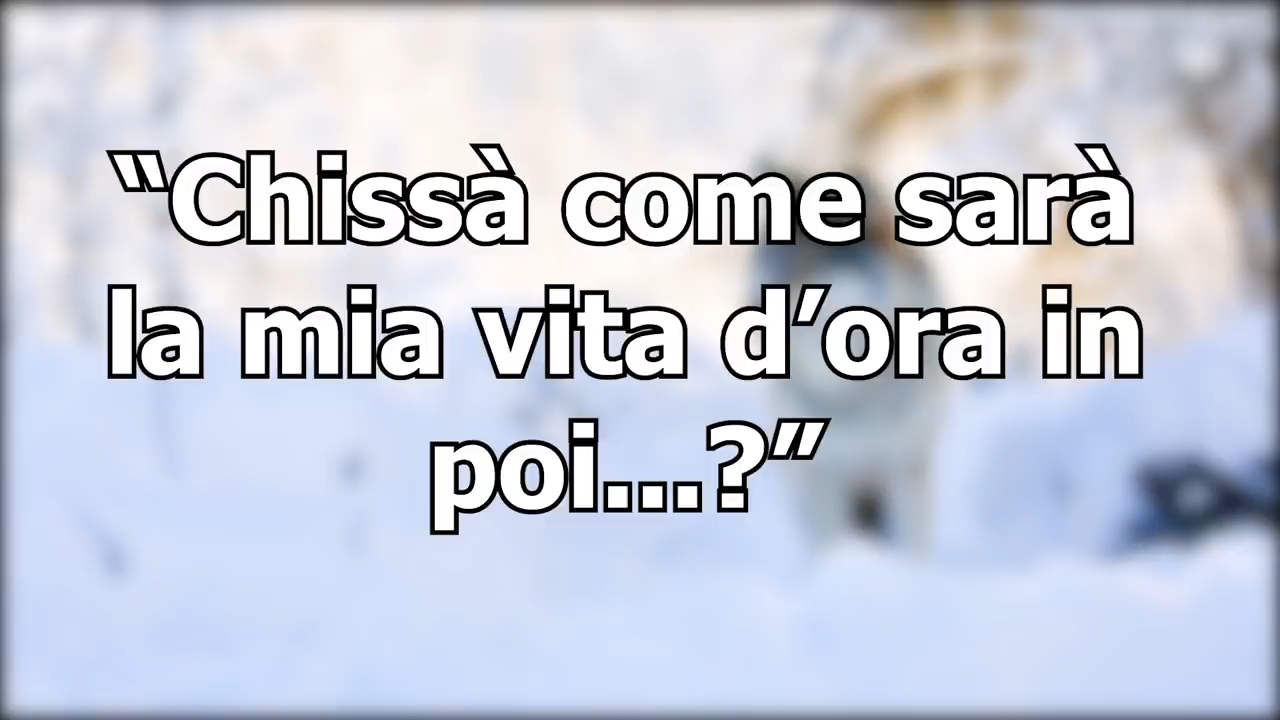 “Chissà come sarà
la mia vita d’ora in
poi...?”